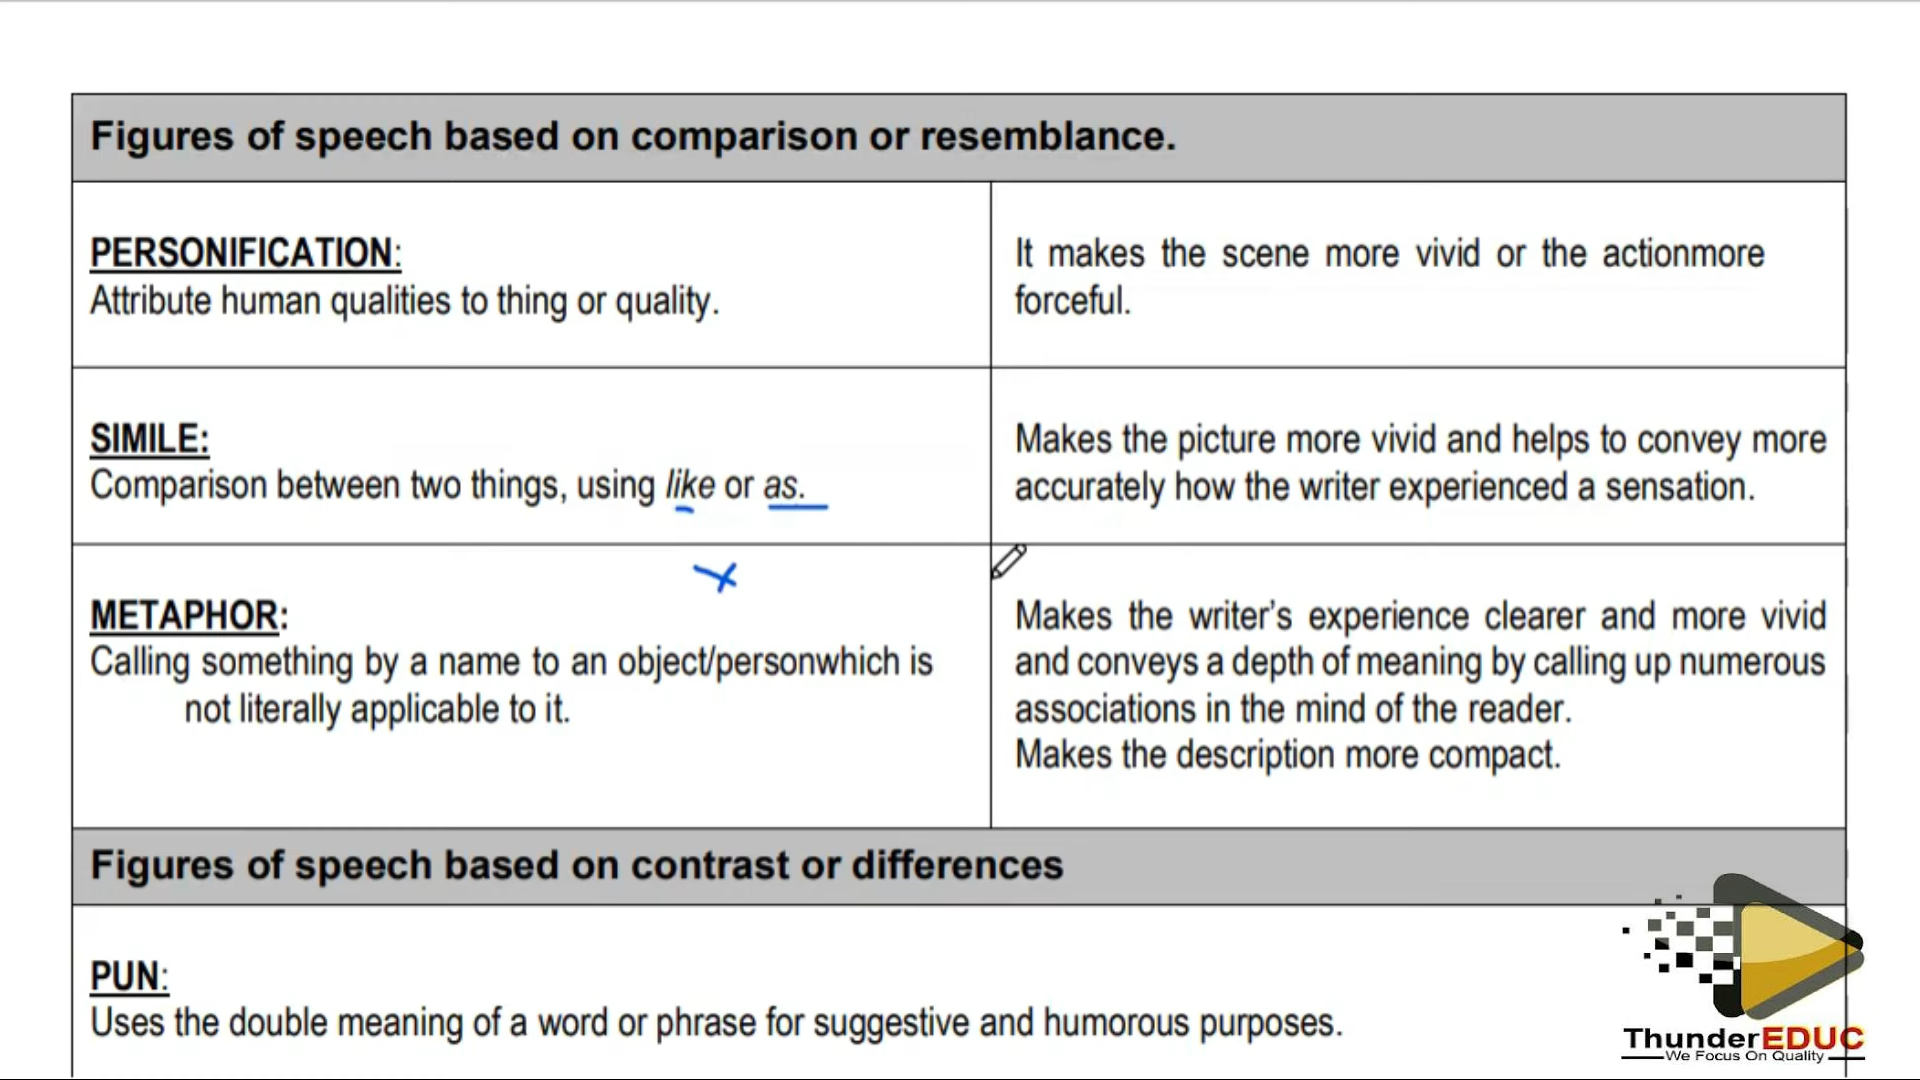 Figures of speech based on comparison or resemblance.
PERSONIFICATION:
Attribute human qualities to thing or quality.
It makes the scene more vivid or the actionmore
forceful.
SIMILE:
Comparison between two things, using like or as.
Makes the picture more vivid and helps to convey more
accurately how the writer experienced a sensation.
METAPHOR:
Calling something by a name to an object/personwhich is
not literally applicable to it.
Makes the writer's experience clearer and more vivid
and conveys a depth of meaning by calling up numerous
associations in the mind of the reader.
Makes the description more compact.
Figures of speech based on contrast or differences
PUN:
Uses the double meaning of a word or phrase for suggestive and humorous purposes.
ThunderEDUC
We Focus On Quality